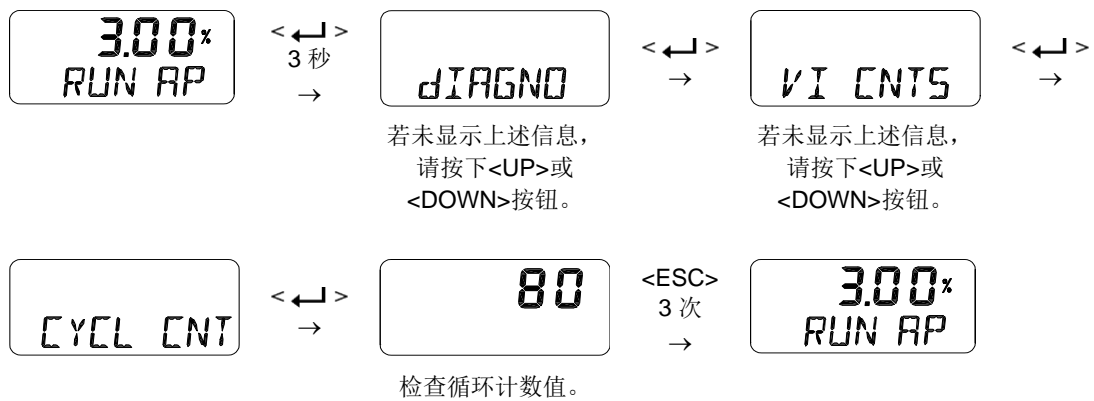 3.00%
RUN AP
<↵>
3 秒
→
dIAGNO
若未显示上述信息，
请按下<UP>或
<DOWN>按钮。
<↵>
→
VI CNTS
若未显示上述信息，
请按下<UP>或
<DOWN>按钮。
<↵>
→
CYCL CNT
<↵>
→
80
检查循环计数值。
<ESC>
3 次
→
3.00%
RUN AP